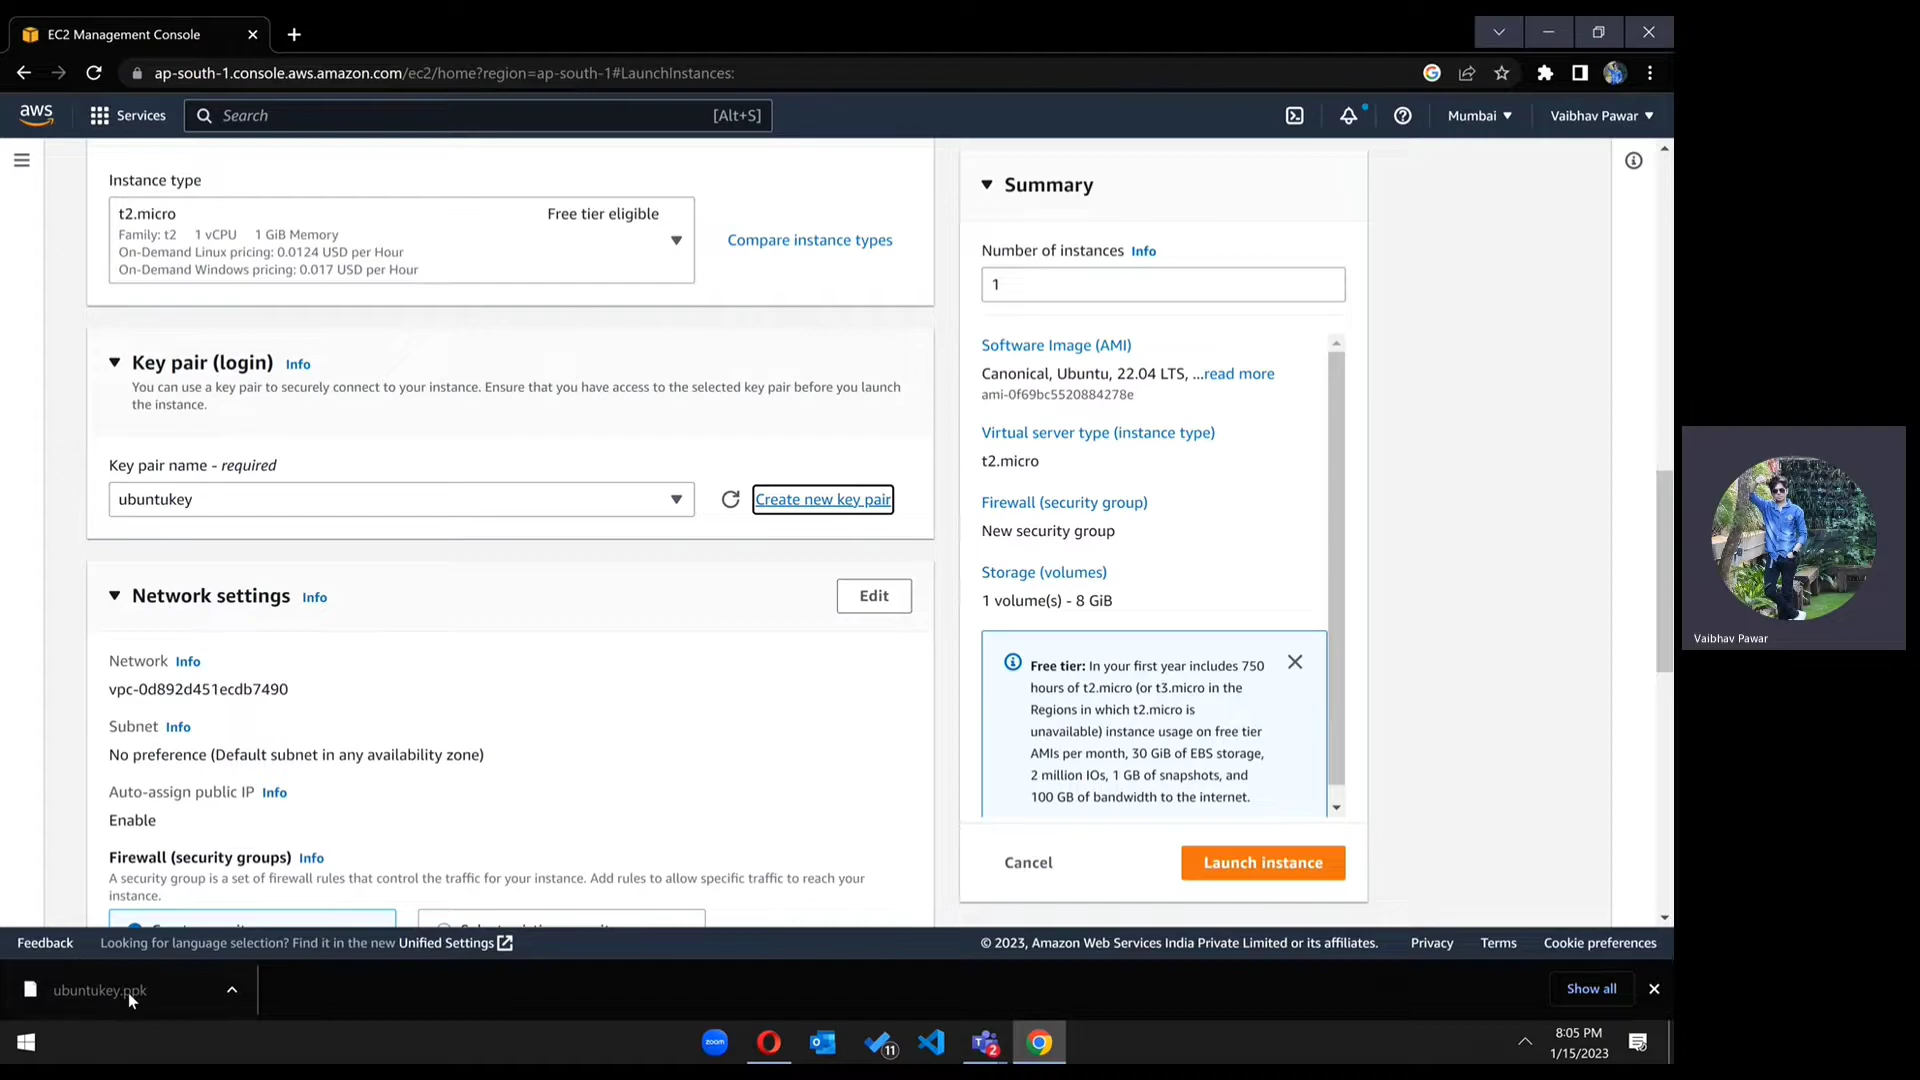 EC2 Management Console
ap-south-1.console.aws.amazon.com/ec2/home?region=ap-south-1#LaunchInstances:
aws
Services
Search
[Alt+S]
Mumbai
Vaibhav Pawar
Instance type
t2.micro
Free tier eligible
Family: t2 1 vCPU 1 GiB Memory
On-Demand Linux pricing: 0.0124 USD per Hour
On-Demand Windows pricing: 0.017 USD per Hour
Compare instance types
Key pair (login) Info
You can use a key pair to securely connect to your instance. Ensure that you have access to the selected key pair before you launch
the instance.
Key pair name - required
ubuntukey
Create new key pair
Network settings Info
Edit
Network Info
vpc-0d892d451ecdb7490
Subnet Info
No preference (Default subnet in any availability zone)
Auto-assign public IP Info
Enable
Firewall (security groups) Info
A security group is a set of firewall rules that control the traffic for your instance. Add rules to allow specific traffic to reach your
instance.
Summary
Number of instances Info
1
Software Image (AMI)
Canonical, Ubuntu, 22.04 LTS, ...read more
ami-0f69bc5520884278e
Virtual server type (instance type)
t2.micro
Firewall (security group)
New security group
Storage (volumes)
1 volume(s) - 8 GiB
Free tier: In your first year includes 750
hours of t2.micro (or t3.micro in the
Regions in which t2.micro is
unavailable) instance usage on free tier
AMIs per month, 30 GiB of EBS storage,
2 million IOs, 1 GB of snapshots, and
100 GB of bandwidth to the internet.
Cancel
Launch instance
Vaibhav Pawar
Feedback
Looking for language selection? Find it in the new Unified Settings
© 2023, Amazon Web Services India Private Limited or its affiliates.
Privacy
Terms
Cookie preferences
ubuntukey.ppk
Show all
zoom
11
2
8:05 PM
1/15/2023